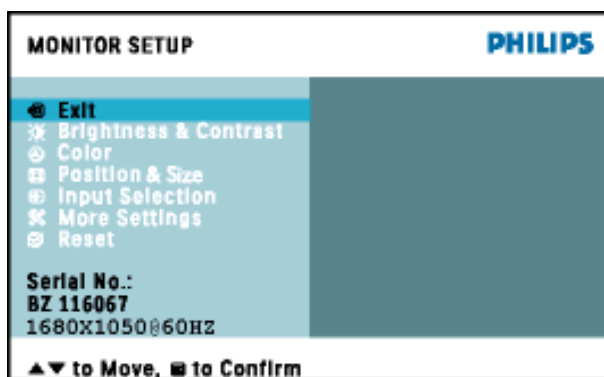 MONITOR SETUP PHILIPS
Exit
Brightness & Contrast
Color
Position & Size
Input Selection
More Settings
Reset
Serial No.:
BZ 116067
1680X1050@60HZ
▲▼ to Move, to Confirm